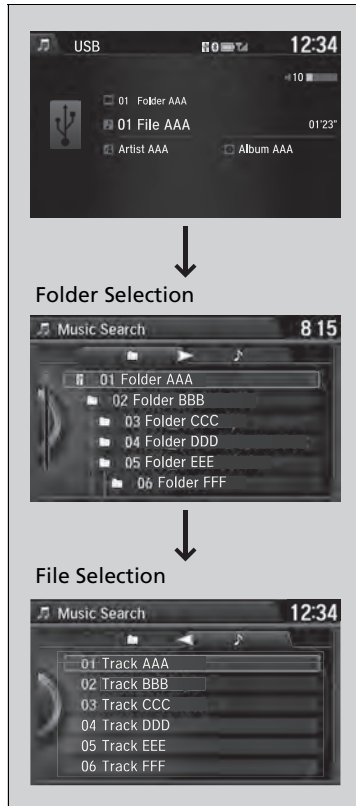 USB 12:34
10
01 Folder AAA
01 File AAA 01'23"
Artist AAA Album AAA
Folder Selection
Music Search 8 15
01 Folder AAA
02 Folder BBB
03 Folder CCC
04 Folder DDD
05 Folder EEE
06 Folder FFF
File Selection
Music Search 12:34
01 Track AAA
02 Track BBB
03 Track CCC
04 Track DDD
05 Track EEE
06 Track FFF